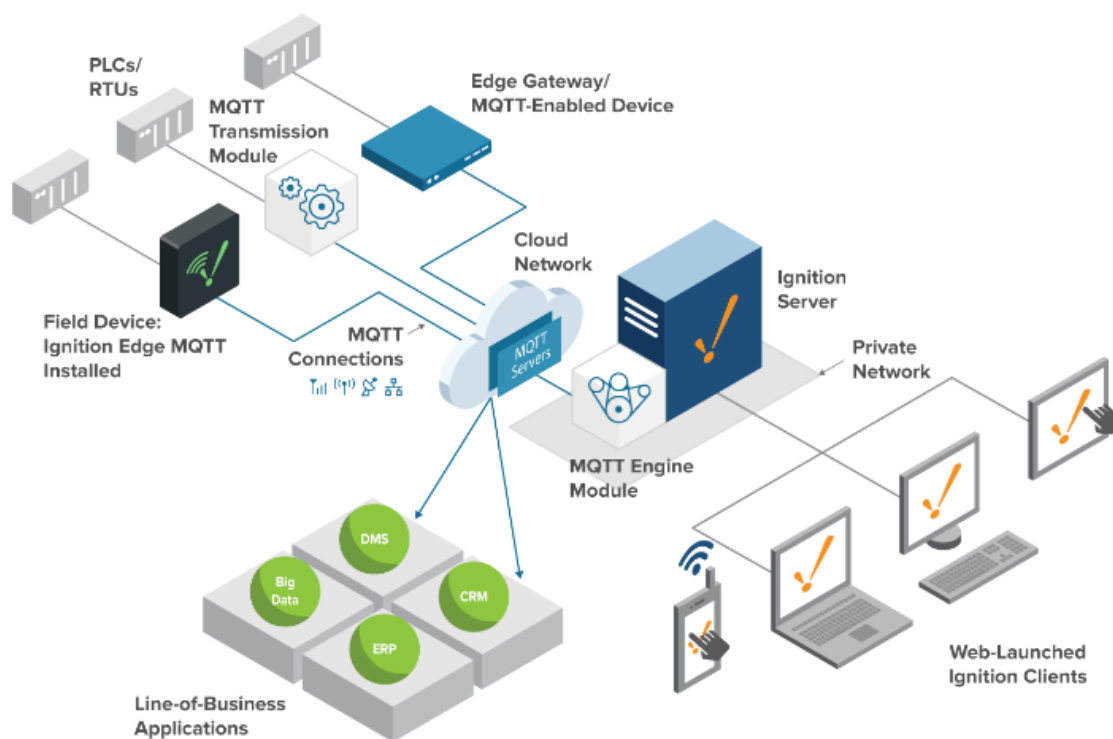 PLCs/
RTUs
MQTT
Transmission
Module
Edge Gateway/
MQTT-Enabled Device
Field Device:
Ignition Edge MQTT
Installed
Cloud
Network
MQTT
Connections
MQTT
Servers
Ignition
Server
Private
Network
MQTT Engine
Module
DMS
Big
Data
CRM
ERP
Line-of-Business
Applications
Web-Launched
Ignition Clients